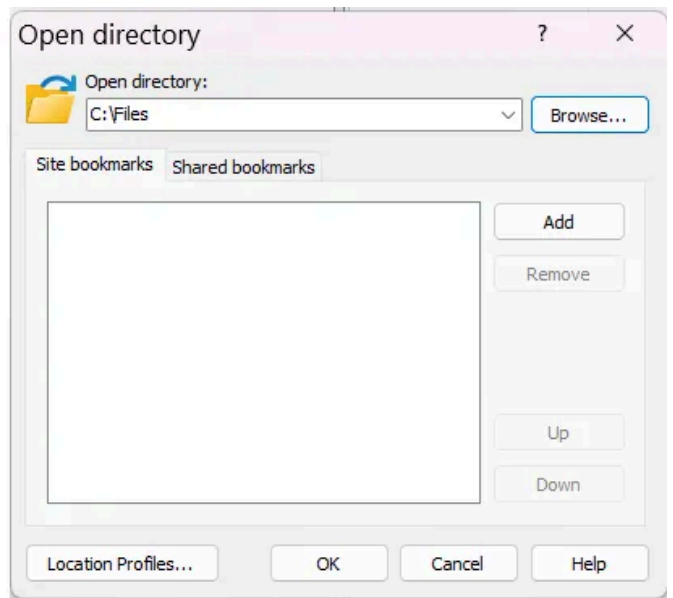 Open directory ?
Open directory:
C:\Files Browse...
Site bookmarks Shared bookmarks
Add
Remove
Up
Down
Location Profiles... OK Cancel Help